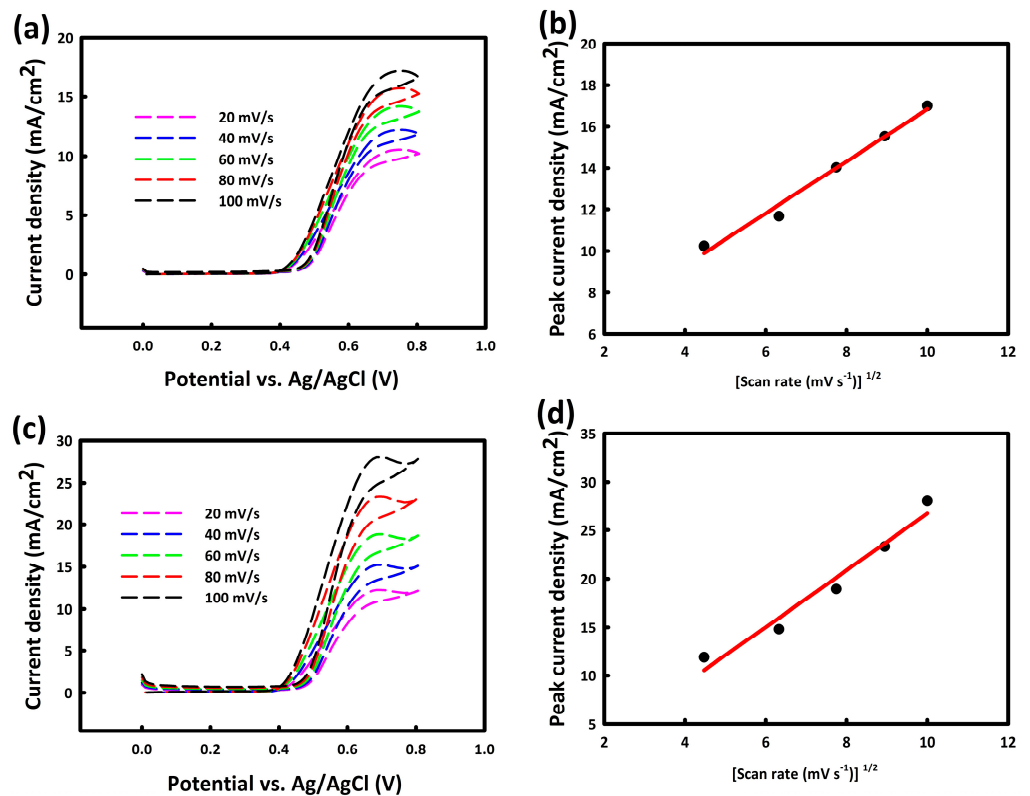 (a)
Current density (mA/cm²)
20
15
10
5
0
20 mV/s
40 mV/s
60 mV/s
80 mV/s
100 mV/s
0.0 0.2 0.4 0.6 0.8 1.0
Potential vs. Ag/AgCl (V)
(b)
Peak current density (mA/cm²)
20
18
16
14
12
10
8
6
2 4 6 8 10 12
[Scan rate (mV s⁻¹)] ¹/²
(c)
Current density (mA/cm²)
30
25
20
15
10
5
0
20 mV/s
40 mV/s
60 mV/s
80 mV/s
100 mV/s
0.0 0.2 0.4 0.6 0.8 1.0
Potential vs. Ag/AgCl (V)
(d)
Peak current density (mA/cm²)
35
30
25
20
15
10
5
2 4 6 8 10 12
[Scan rate (mV s⁻¹)] ¹/²